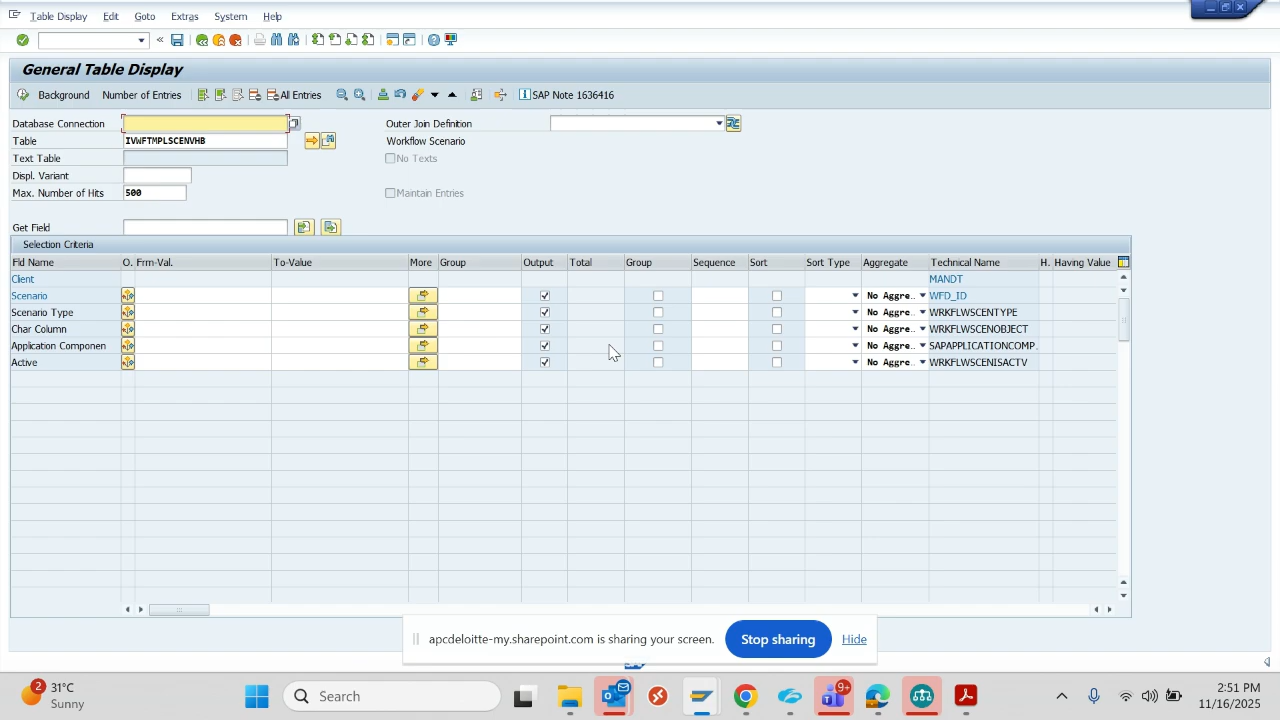 Table Display Edit Goto Extras System Help
General Table Display
Background Number of Entries All Entries SAP Note 1636416
Database Connection Outer Join Definition
Table IVWFTMPLSCENVHB Workflow Scenario
Text Table No Texts
Displ. Variant
Max. Number of Hits 500 Maintain Entries
Get Field
Selection Criteria
Fld Name O. Frm-Val. To-Value More Group Output Total Group Sequence Sort Sort Type Aggregate Technical Name H. Having Value
Client MANDT
Scenario No Aggre.. WFD_ID
Scenario Type No Aggre.. WRKFLWSCENTYPE
Char Column No Aggre.. WRKFLWSCENOBJECT
Application Componen No Aggre.. SAPAPPLICATIONCOMP.
Active No Aggre.. WRKFLWSCENISACTV
apcdeloitte-my.sharepoint.com is sharing your screen. Stop sharing Hide
2 31°C 9+ 2:51 PM
Sunny Search 11/16/2025